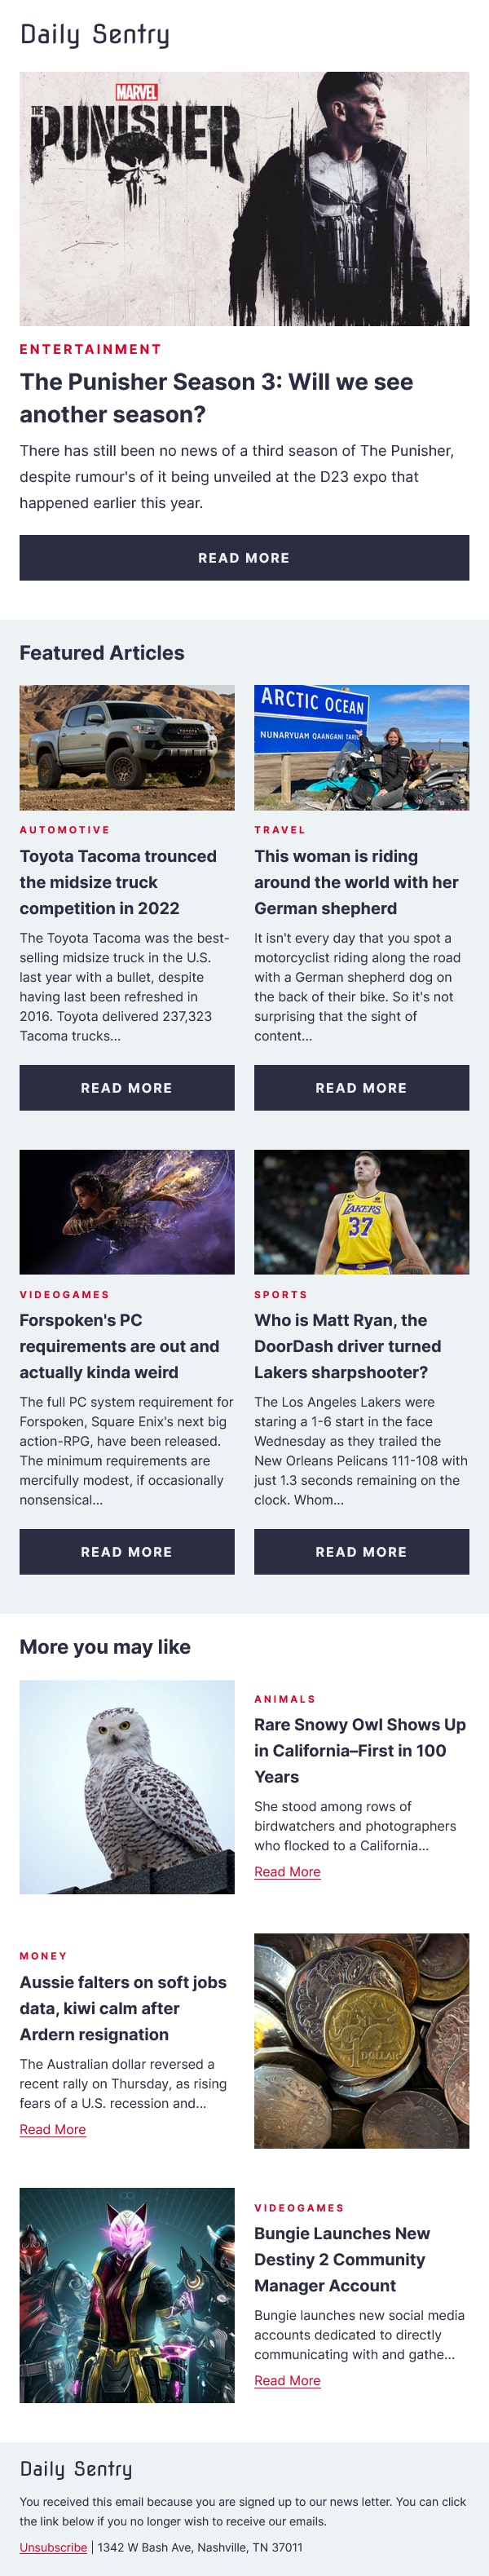 Daily Sentry
MARVEL
THE
PUNISHER
ENTERTAINMENT
The Punisher Season 3: Will we see
another season?
There has still been no news of a third season of The Punisher,
despite rumour's of it being unveiled at the D23 expo that
happened earlier this year.
READ MORE
Featured Articles
ARCTIC OCEAN
NUNARYUAM QAANGANI TARIUQ
AUTOMOTIVE
Toyota Tacoma trounced
the midsize truck
competition in 2022
The Toyota Tacoma was the best-
selling midsize truck in the U.S.
last year with a bullet, despite
having last been refreshed in
2016. Toyota delivered 237,323
Tacoma trucks...
READ MORE
TRAVEL
This woman is riding
around the world with her
German shepherd
It isn't every day that you spot a
motorcyclist riding along the road
with a German shepherd dog on
the back of their bike. So it's not
surprising that the sight of
content...
READ MORE
LAKERS
37
VIDEOGAMES
Forspoken's PC
requirements are out and
actually kinda weird
The full PC system requirement for
Forspoken, Square Enix's next big
action-RPG, have been released.
The minimum requirements are
mercifully modest, if occasionally
nonsensical...
READ MORE
SPORTS
Who is Matt Ryan, the
DoorDash driver turned
Lakers sharpshooter?
The Los Angeles Lakers were
staring a 1-6 start in the face
Wednesday as they trailed the
New Orleans Pelicans 111-108 with
just 1.3 seconds remaining on the
clock. Whom...
READ MORE
More you may like
ANIMALS
Rare Snowy Owl Shows Up
in California–First in 100
Years
She stood among rows of
birdwatchers and photographers
who flocked to a California...
Read More
MONEY
Aussie falters on soft jobs
data, kiwi calm after
Ardern resignation
The Australian dollar reversed a
recent rally on Thursday, as rising
fears of a U.S. recession and...
Read More
1
DOLLAR
VIDEOGAMES
Bungie Launches New
Destiny 2 Community
Manager Account
Bungie launches new social media
accounts dedicated to directly
communicating with and gathe...
Read More
Daily Sentry
You received this email because you are signed up to our news letter. You can click
the link below if you no longer wish to receive our emails.
Unsubscribe | 1342 W Bash Ave, Nashville, TN 37011